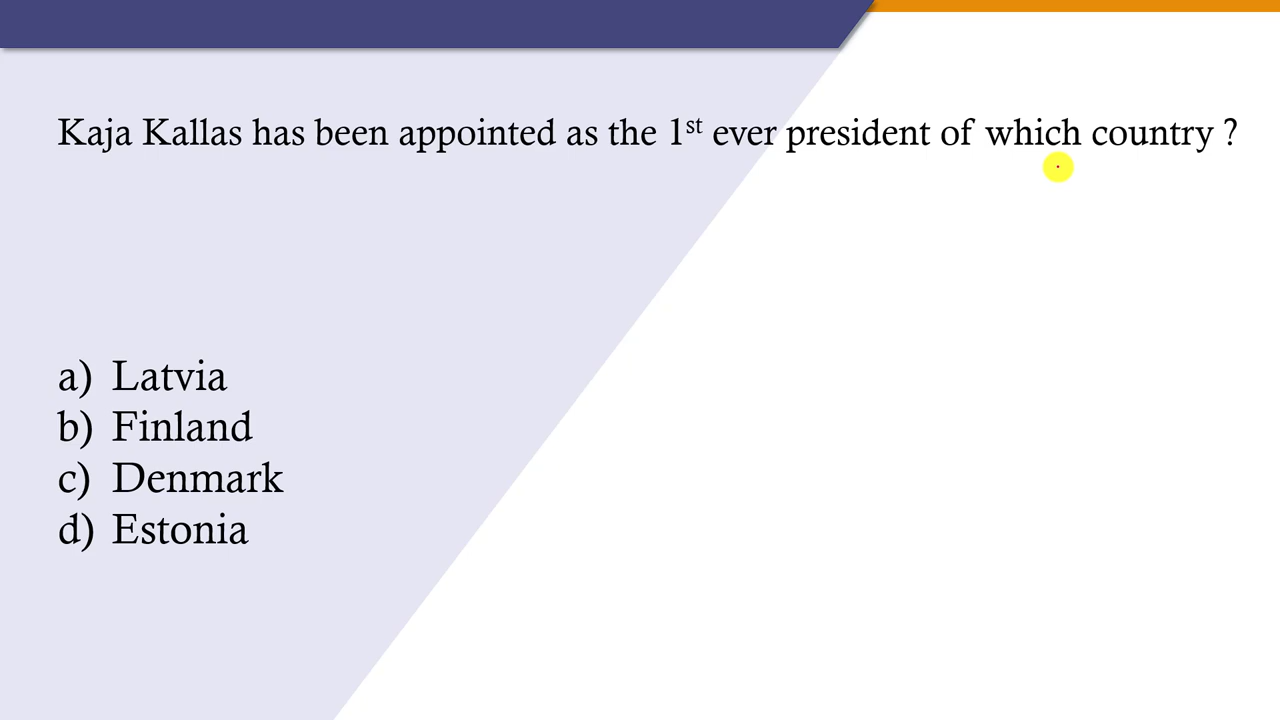 Kaja Kallas has been appointed as the 1st ever president of which country ?
a) Latvia
b) Finland
c) Denmark
d) Estonia